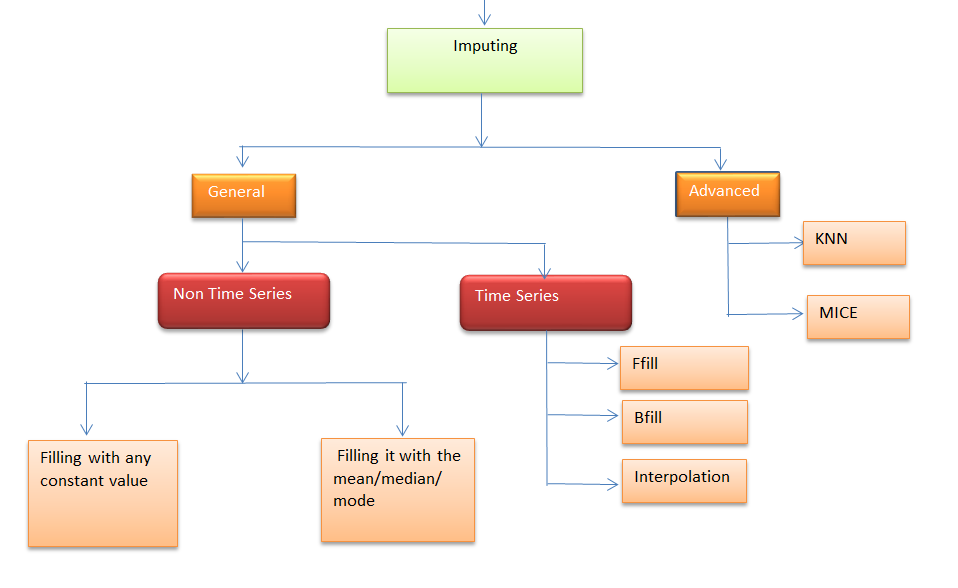 Imputing
General
Advanced
KNN
Non Time Series
Time Series
MICE
Ffill
Bfill
Filling with any
constant value
Filling it with the
mean/median/
mode
Interpolation